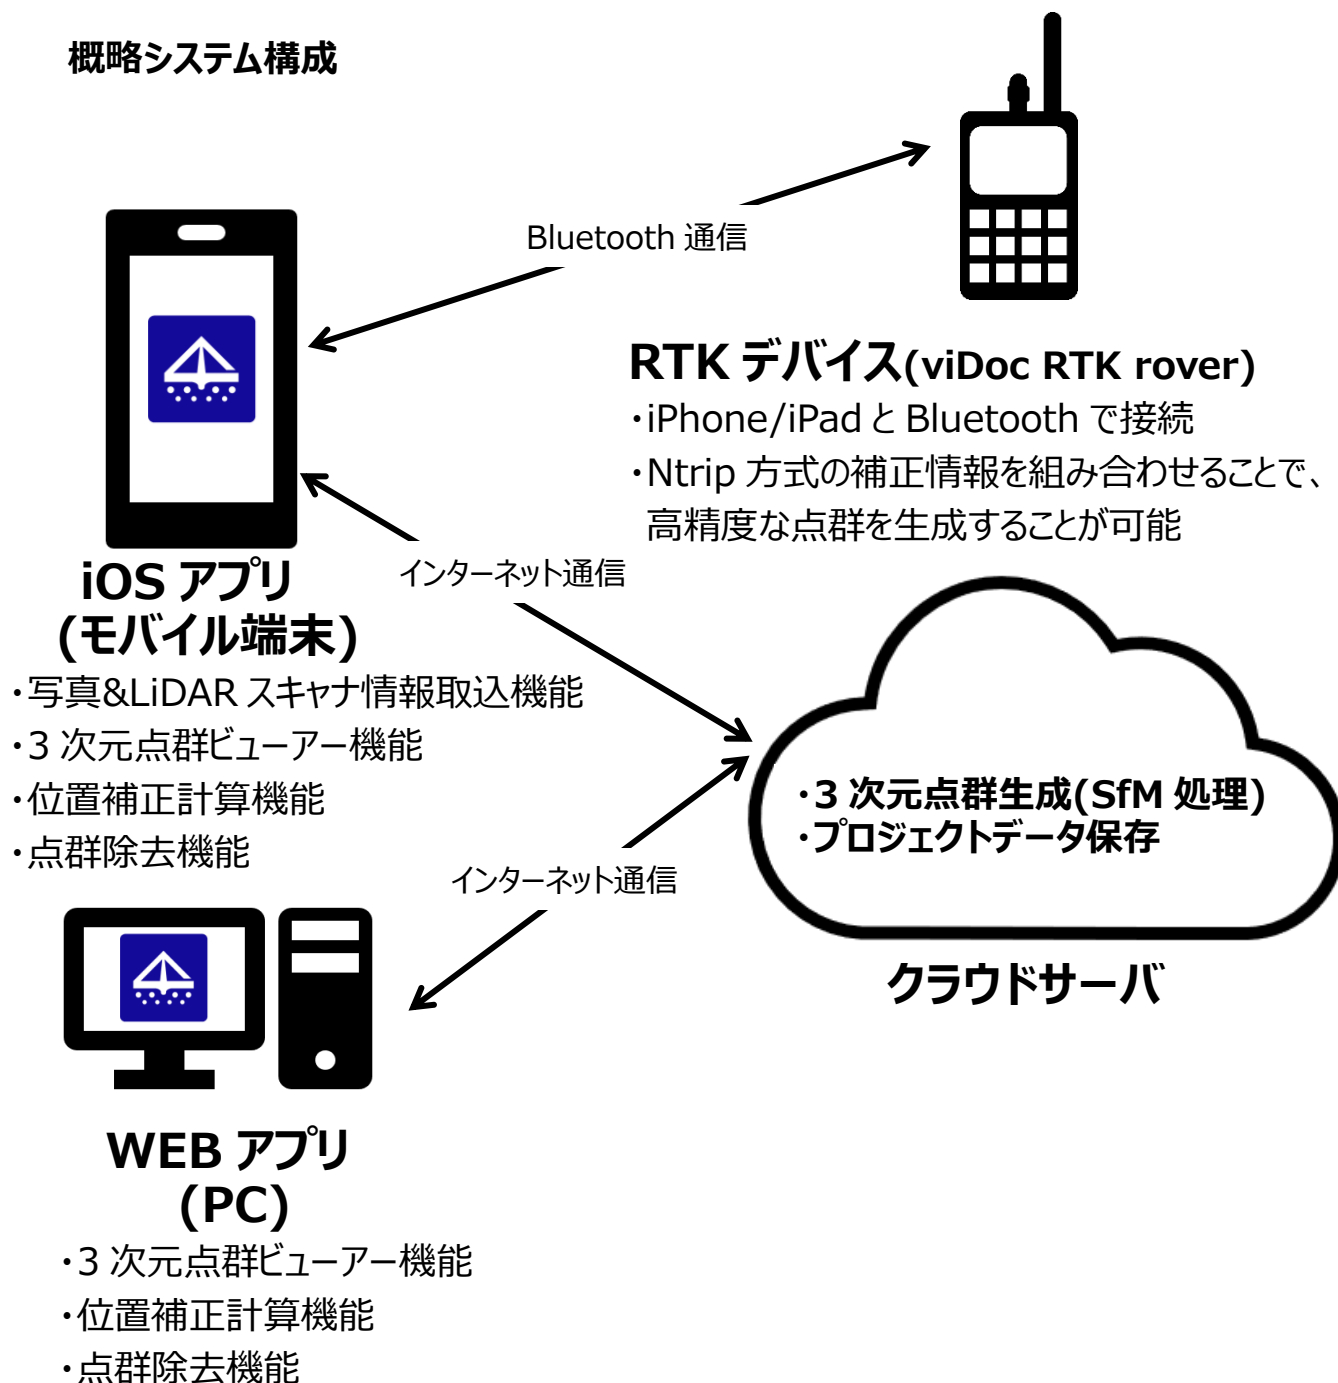 概略システム構成
Bluetooth 通信
RTK デバイス(viDoc RTK rover)
・iPhone/iPad と Bluetooth で接続
・Ntrip 方式の補正情報を組み合わせることで、
高精度な点群を生成することが可能
iOS アプリ
(モバイル端末)
・写真&LiDAR スキャナ情報取込機能
・3 次元点群ビューアー機能
・位置補正計算機能
・点群除去機能
インターネット通信
・3 次元点群生成(SfM 処理)
・プロジェクトデータ保存
クラウドサーバ
インターネット通信
WEB アプリ
(PC)
・3 次元点群ビューアー機能
・位置補正計算機能
・点群除去機能